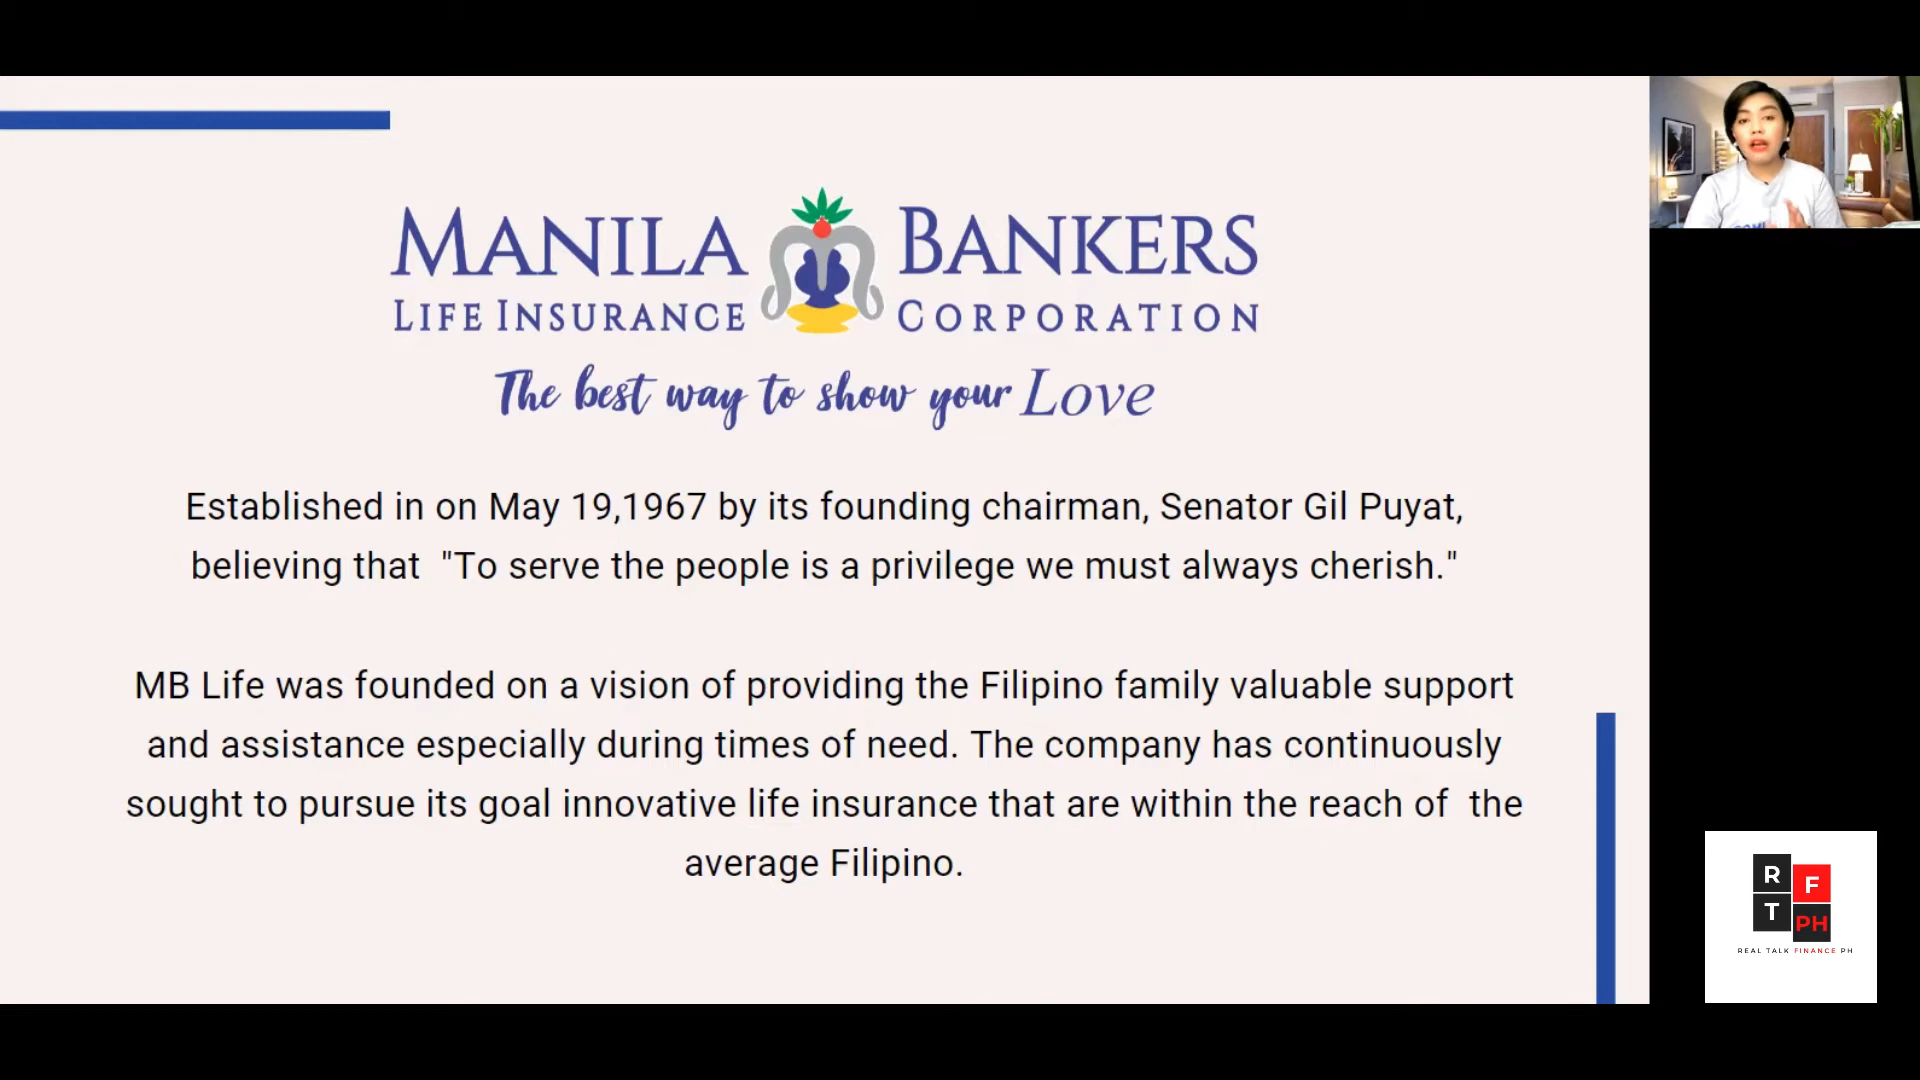 MANILA BANKERS
LIFE INSURANCE CORPORATION
The best way to show your Love
Established in on May 19,1967 by its founding chairman, Senator Gil Puyat,
believing that "To serve the people is a privilege we must always cherish."
MB Life was founded on a vision of providing the Filipino family valuable support
and assistance especially during times of need. The company has continuously
sought to pursue its goal innovative life insurance that are within the reach of the
average Filipino.
R F
T PH
REAL TALK FINANCE PH